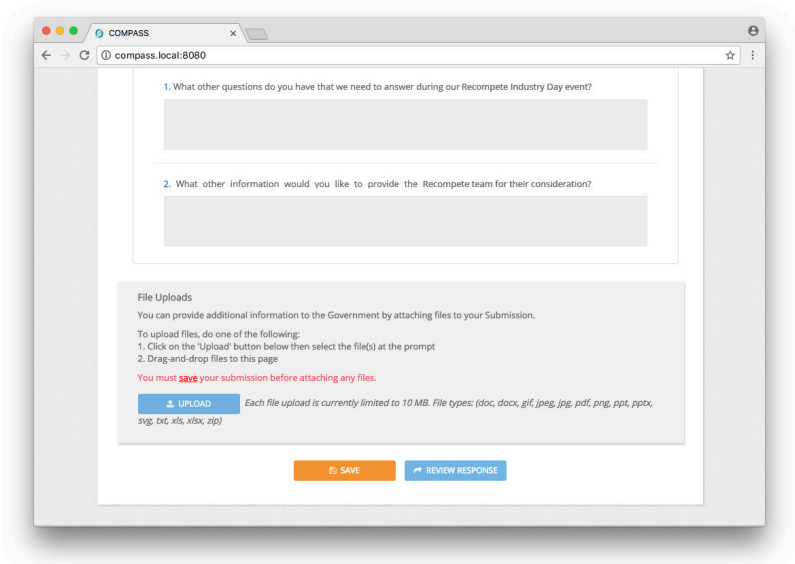 COMPASS
compass.local:8080
1. What other questions do you have that we need to answer during our Recompete Industry Day event?
2. What other information would you like to provide the Recompete team for their consideration?
File Uploads
You can provide additional information to the Government by attaching files to your Submission.
To upload files, do one of the following:
1. Click on the 'Upload' button below then select the file(s) at the prompt
2. Drag-and-drop files to this page
You must save your submission before attaching any files.
UPLOAD Each file upload is currently limited to 10 MB. File types: (doc, docx, gif, jpeg, jpg, pdf, png, ppt, pptx,
svg, txt, xls, xlsx, zip)
SAVE REVIEW RESPONSE